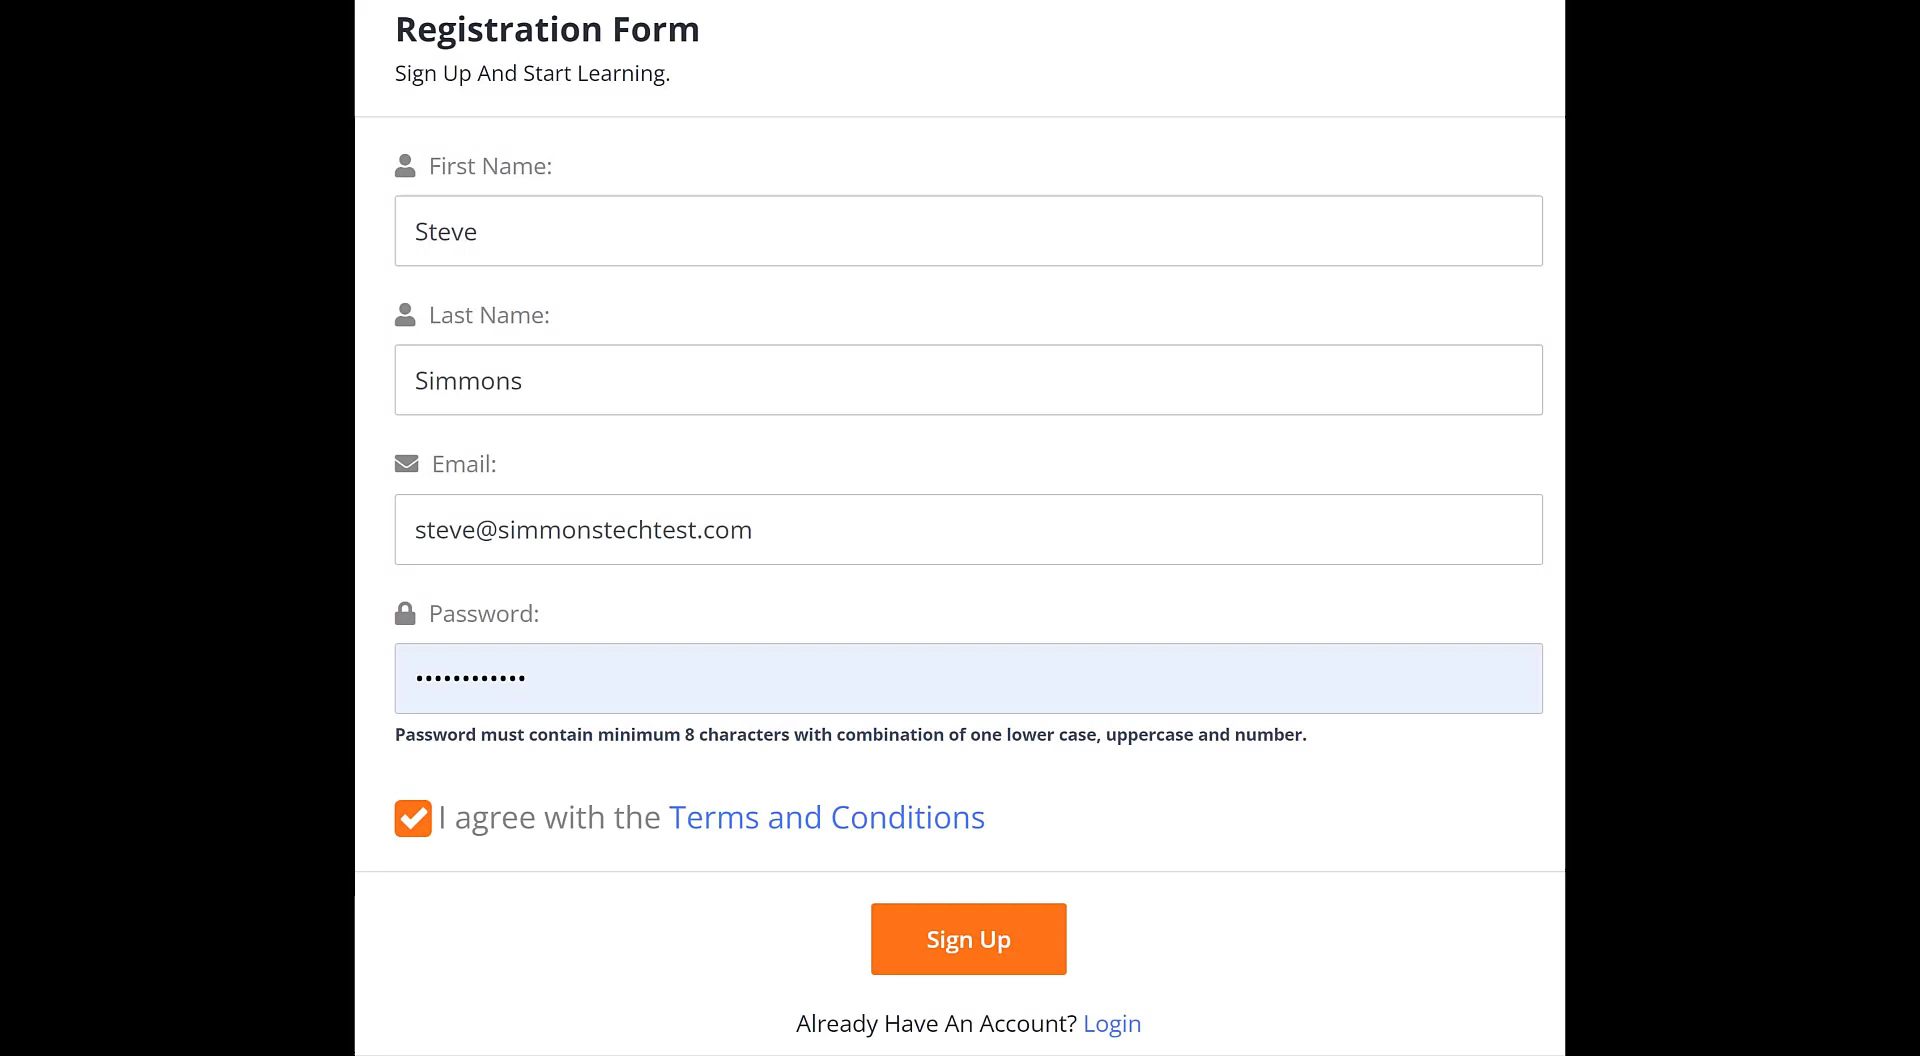 Registration Form
Sign Up And Start Learning.
First Name:
Steve
Last Name:
Simmons
Email:
steve@simmonstechtest.com
Password:
••••••••••••
Password must contain minimum 8 characters with combination of one lower case, uppercase and number.
I agree with the Terms and Conditions
Sign Up
Already Have An Account? Login